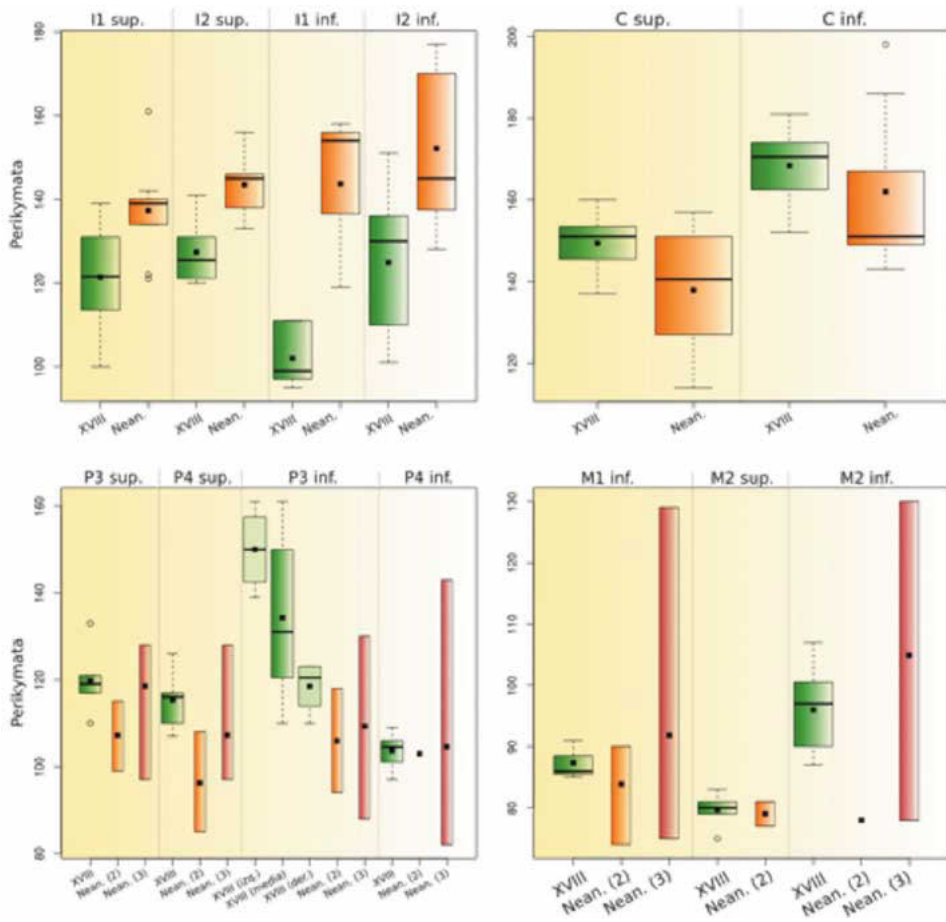 I1 sup. I2 sup. I1 inf. I2 inf.
Perikymata
180
160
140
120
100
XVIII Nean. XVIII Nean. XVIII Nean. XVIII Nean.
C sup. C inf.
200
180
160
140
120
XVIII Nean. XVIII Nean.
P3 sup. P4 sup. P3 inf. P4 inf.
Perikymata
160
140
120
100
80
XVIII Nean. (2) Nean. (3) XVIII Nean. (2) Nean. (3) XVIII (izq.) XVIII (media) XVIII (der.) Nean. (2) Nean. (3) XVIII Nean. (2) Nean. (3)
M1 inf. M2 sup. M2 inf.
130
120
110
100
90
80
XVIII Nean. (2) Nean. (3) XVIII Nean. (2) XVIII Nean. (2) Nean. (3)